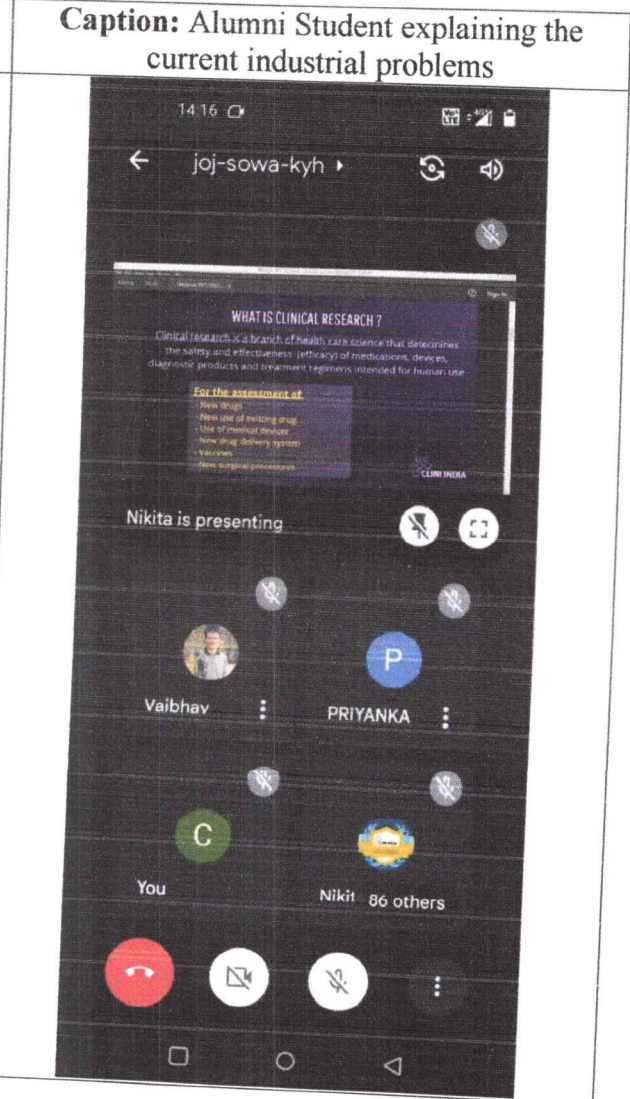 Caption: Alumni Student explaining the
current industrial problems
14:16
joj-sowa-kyh
WHAT IS CLINICAL RESEARCH ?
Clinical research is a branch of health care science that determines
the safety and effectiveness (efficacy) of medications, devices,
diagnostic products and treatment regimens intended for human use
For the assessment of
- New drugs
- New use of existing drug
- Use of medical devices
- New drug delivery system
- Vaccines
- New surgical procedures
CLINI INDIA
Nikita is presenting
Vaibhav
PRIYANKA
P
C
You
Nikit 86 others